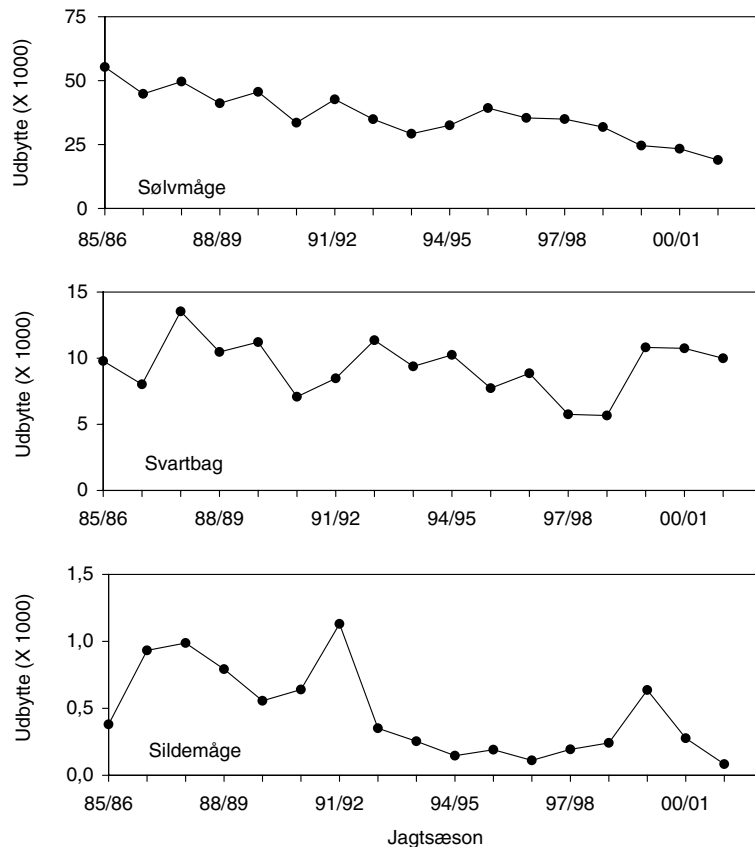 75
50
25
0
Udbytte (X 1000)
Sølvmåge
85/86 88/89 91/92 94/95 97/98 00/01
15
10
5
0
Udbytte (X 1000)
Svartbag
85/86 88/89 91/92 94/95 97/98 00/01
1,5
1,0
0,5
0,0
Udbytte (X 1000)
Sildemåge
85/86 88/89 91/92 94/95 97/98 00/01
Jagtsæson